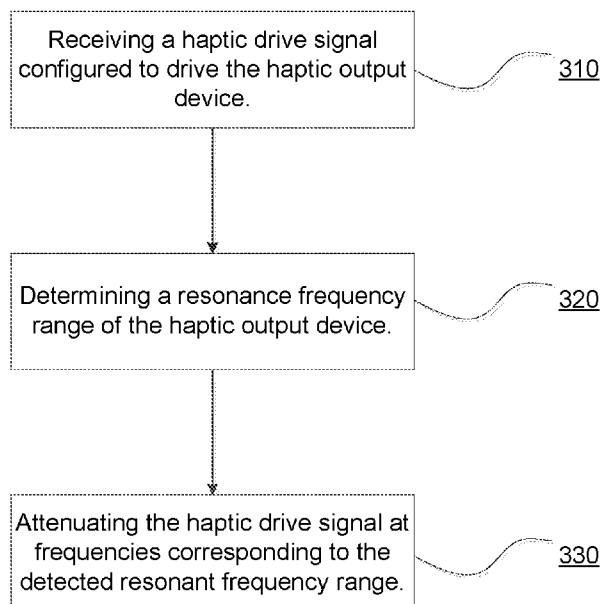 Receiving a haptic drive signal
configured to drive the haptic output
device.
310
Determining a resonance frequency
range of the haptic output device.
320
Attenuating the haptic drive signal at
frequencies corresponding to the
detected resonant frequency range.
330